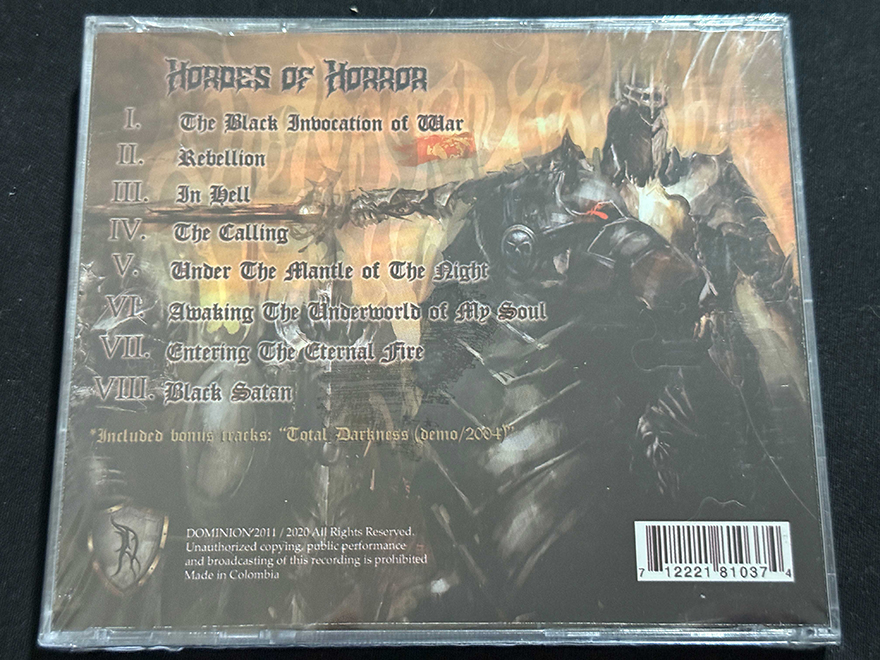 Hordes of Horror
I. The Black Invocation of War
II. Rebellion
III. In Hell
IV. The Calling
V. Under The Mantle of The Night
VI. Awaking The Underworld of My Soul
VII. Entering The Eternal Fire
VIII. Black Satan
*Included bonus tracks: "Total Darkness (demo/2004)"
DOMINION'2011 / 2020 All Rights Reserved.
Unauthorized copying, public performance
and broadcasting of this recording is prohibited
Made in Colombia
7 12221 81037 4